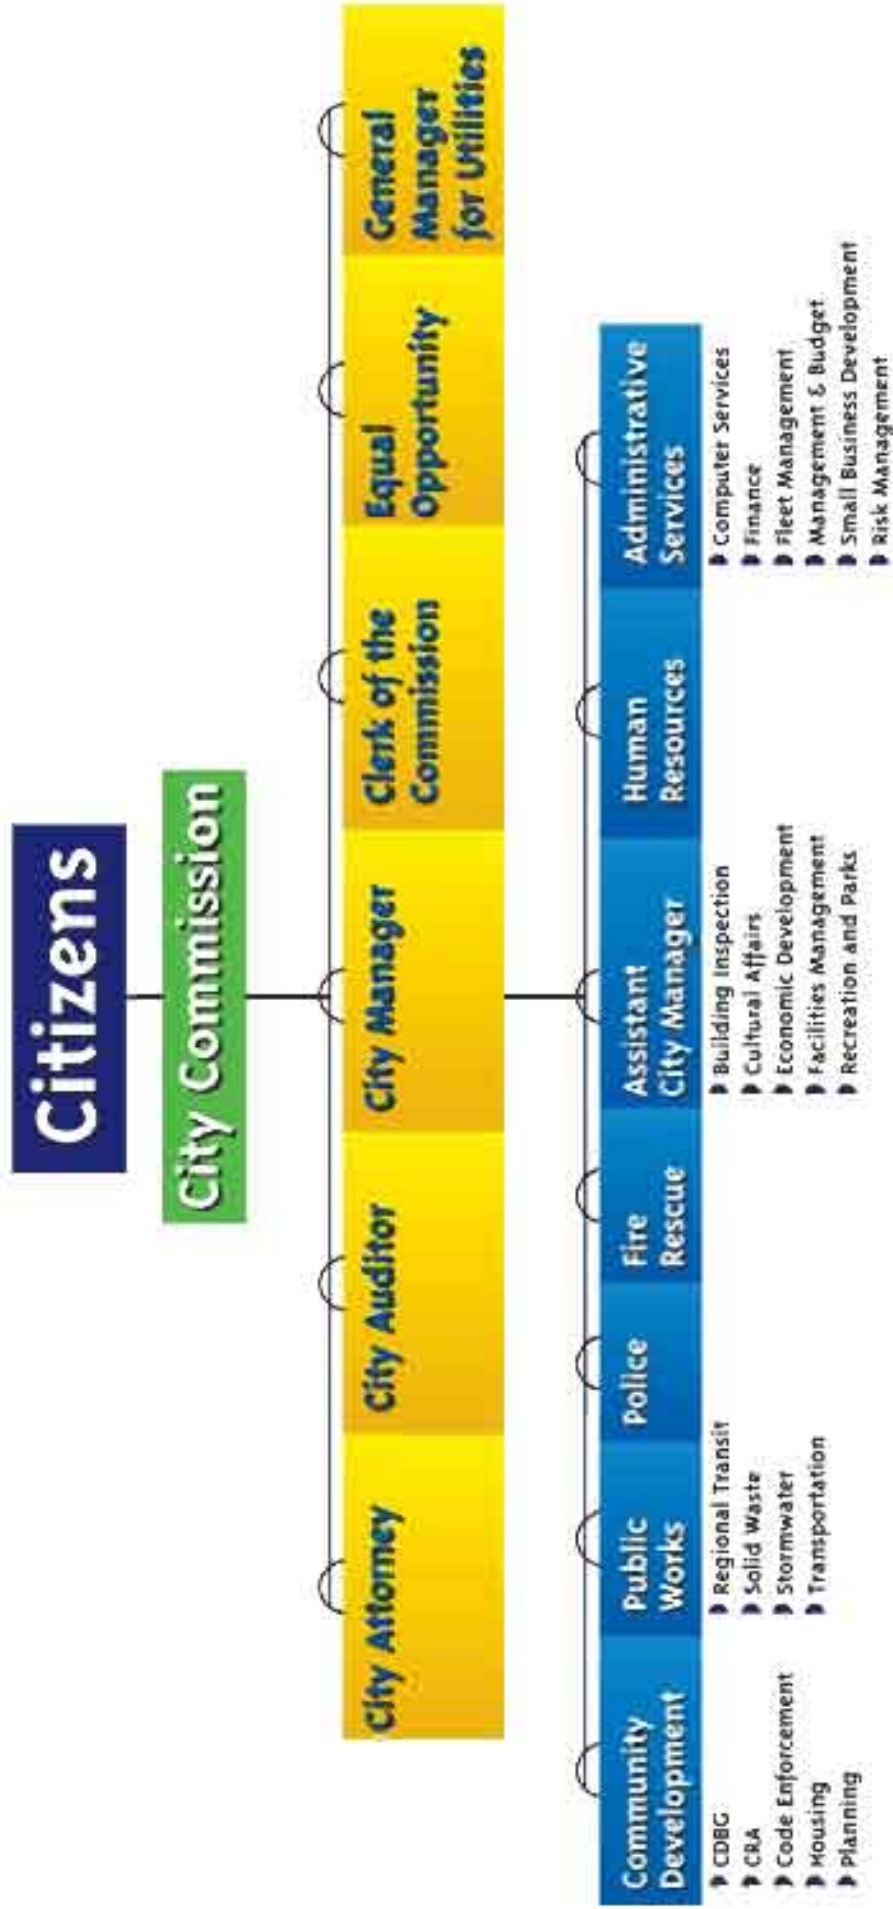 Citizens
City Commission
City Attorney
City Auditor
City Manager
Clerk of the
Commission
Equal
Opportunity
General
Manager
for Utilities
Community
Development
CDBG
CRA
Code Enforcement
Housing
Planning
Public
Works
Regional Transit
Solid Waste
Stormwater
Transportation
Police
Fire
Rescue
Assistant
City Manager
Building Inspection
Cultural Affairs
Economic Development
Facilities Management
Recreation and Parks
Human
Resources
Administrative
Services
Computer Services
Finance
Fleet Management
Management & Budget
Small Business Development
Risk Management